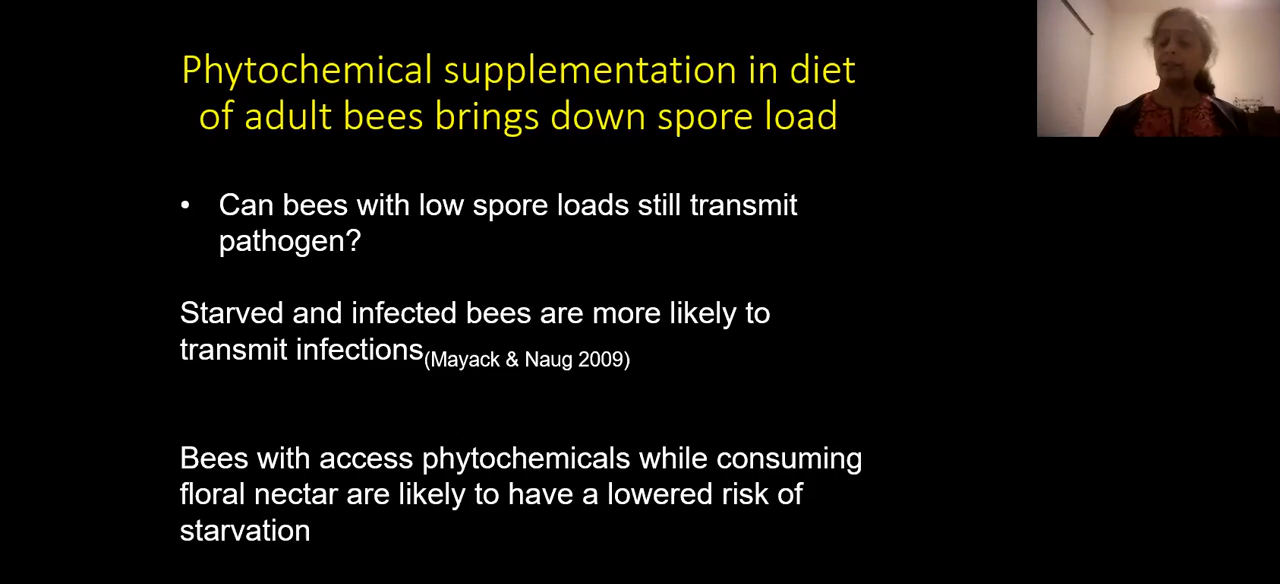 Phytochemical supplementation in diet
of adult bees brings down spore load
• Can bees with low spore loads still transmit
pathogen?
Starved and infected bees are more likely to
transmit infections(Mayack & Naug 2009)
Bees with access phytochemicals while consuming
floral nectar are likely to have a lowered risk of
starvation